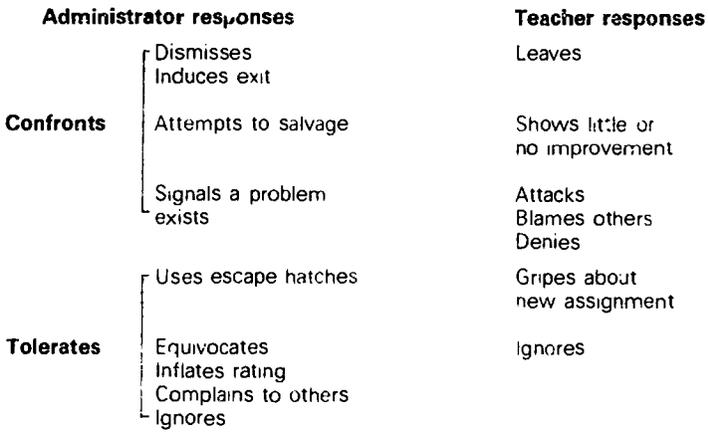 Administrator responses Teacher responses
Dismisses Leaves
Induces exit
Confronts Attempts to salvage Shows little or
no improvement
Signals a problem Attacks
exists Blames others
Denies
Uses escape hatches Gripes about
new assignment
Tolerates Equivocates Ignores
Inflates rating
Complains to others
Ignores